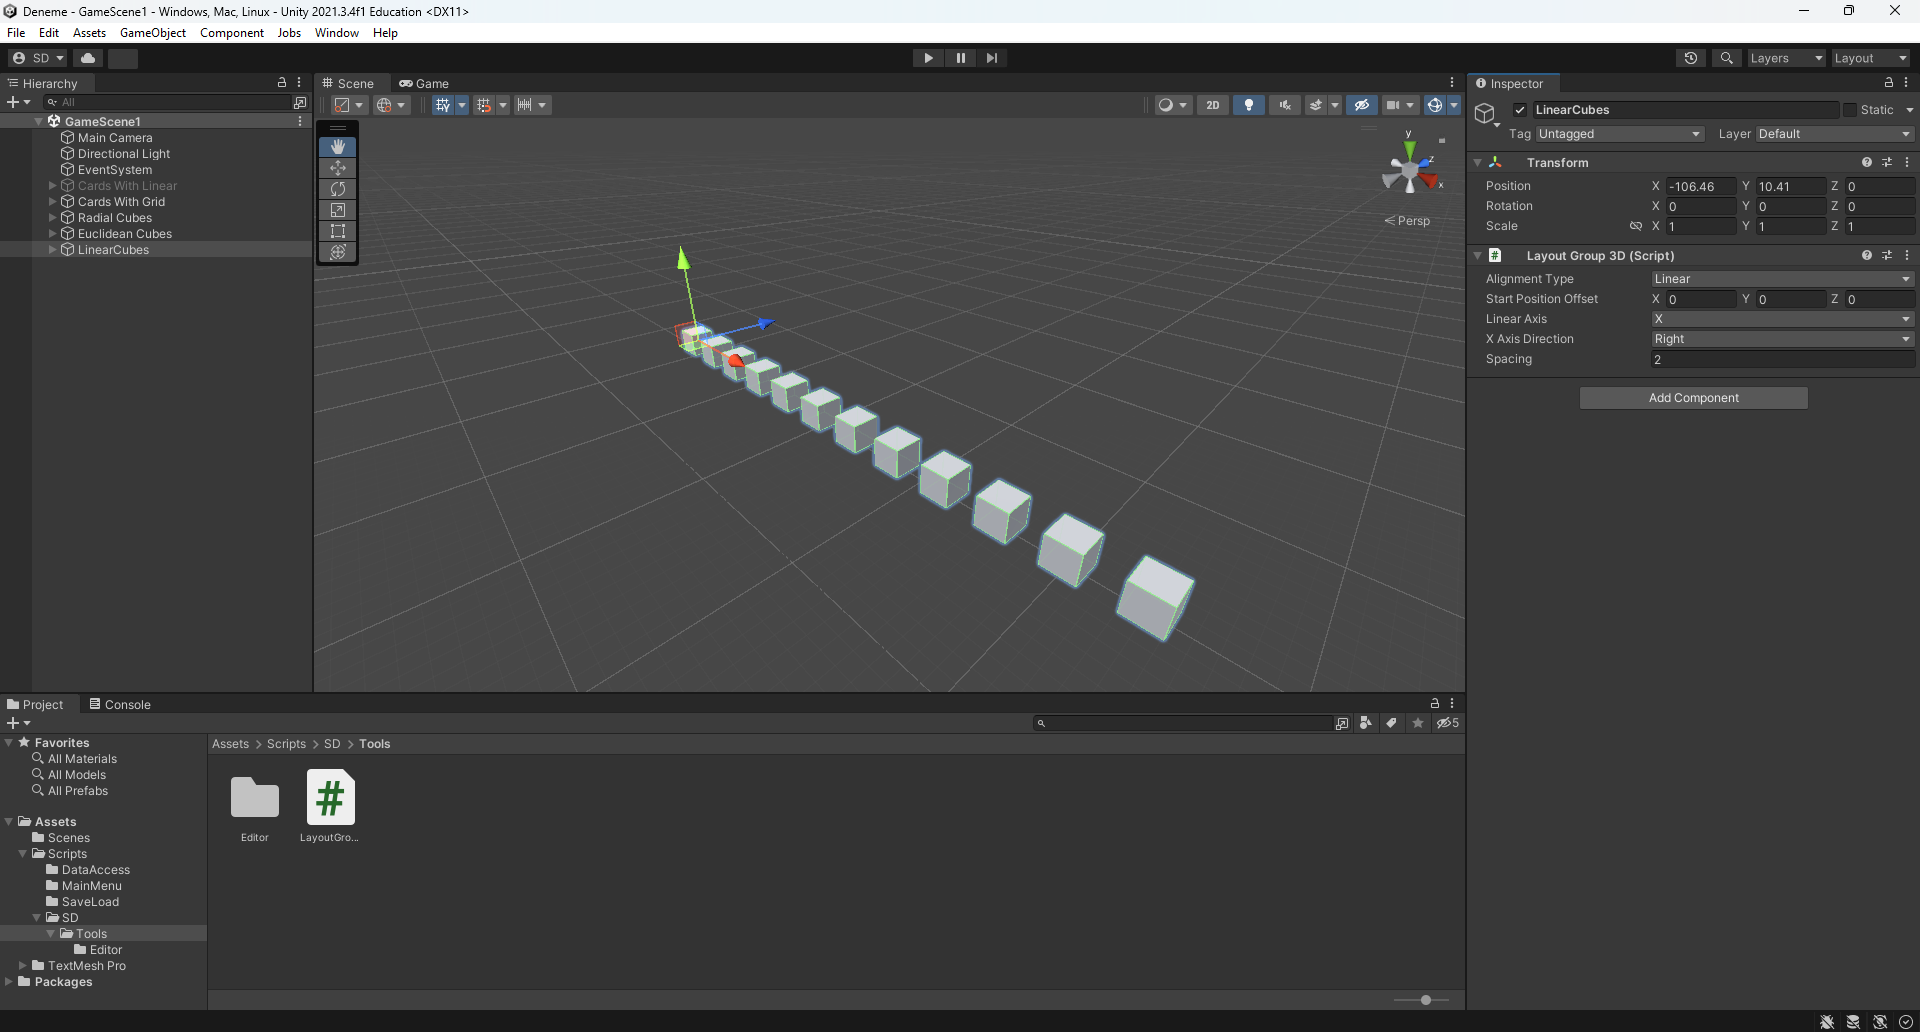 Deneme - GameScene1 - Windows, Mac, Linux - Unity 2021.3.4f1 Education <DX11>
File Edit Assets GameObject Component Jobs Window Help
SD
Layers Layout
Hierarchy
All
GameScene1
Main Camera
Directional Light
EventSystem
Cards With Linear
Cards With Grid
Radial Cubes
Euclidean Cubes
LinearCubes
Scene Game
2D
y
z
x
Persp
Inspector
LinearCubes Static
Tag Untagged Layer Default
Transform
Position X -106.46 Y 10.41 Z 0
Rotation X 0 Y 0 Z 0
Scale X 1 Y 1 Z 1
# Layout Group 3D (Script)
Alignment Type Linear
Start Position Offset X 0 Y 0 Z 0
Linear Axis X
X Axis Direction Right
Spacing 2
Add Component
Project Console
5
Favorites
All Materials
All Models
All Prefabs
Assets
Scenes
Scripts
DataAccess
MainMenu
SaveLoad
SD
Tools
Editor
TextMesh Pro
Packages
Assets > Scripts > SD > Tools
#
Editor LayoutGro...